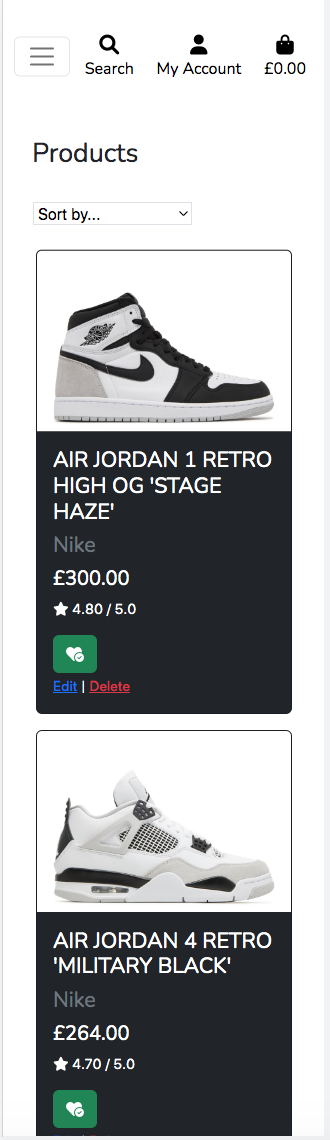 Search
My Account
£0.00
Products
Sort by...
AIR JORDAN 1 RETRO
HIGH OG 'STAGE
HAZE'
Nike
£300.00
4.80 / 5.0
Edit | Delete
AIR JORDAN 4 RETRO
'MILITARY BLACK'
Nike
£264.00
4.70 / 5.0